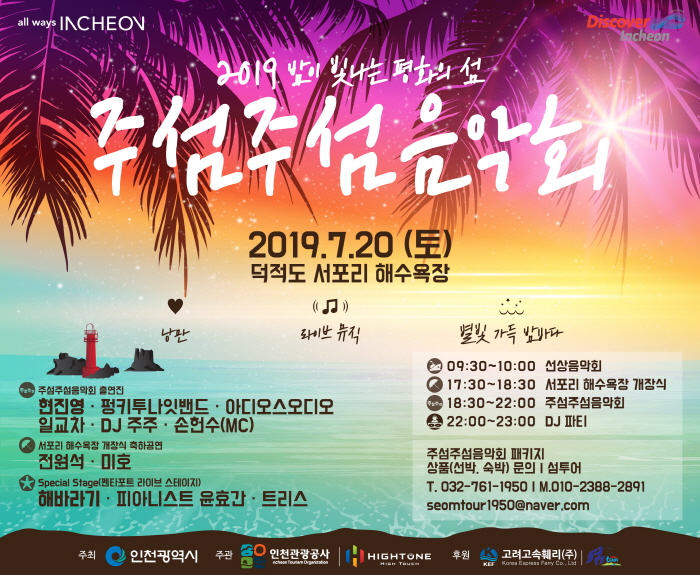 all ways INCHEON
Discover Incheon
2019 밤이 빛나는 평화의 섬
주섬주섬음악회
2019.7.20 (토)
덕적도 서포리 해수욕장
낭만
라이브 뮤직
별빛 가득 밤바다
주섬주섬음악회 출연진
현진영 · 펑키투나잇밴드 · 아디오스오디오
일교차 · DJ 주주 · 손헌수(MC)
서포리 해수욕장 개장식 축하공연
전원석 · 미호
Special Stage(펜타포트 라이브 스테이지)
해바라기 · 피아니스트 윤효간 · 트리스
09:30~10:00 선상음악회
17:30~18:30 서포리 해수욕장 개장식
18:30~22:00 주섬주섬음악회
22:00~23:00 DJ 파티
주섬주섬음악회 패키지
상품(선박, 숙박) 문의 | 섬투어
T. 032-761-1950 | M.010-2388-2891
seomtour1950@naver.com
주최 인천광역시 주관 인천관광공사 HIGHTONE 후원 고려고속훼리(주)
Incheon Tourism Organization HIGH TOUCH KEF Korea Express Ferry Co., Ltd